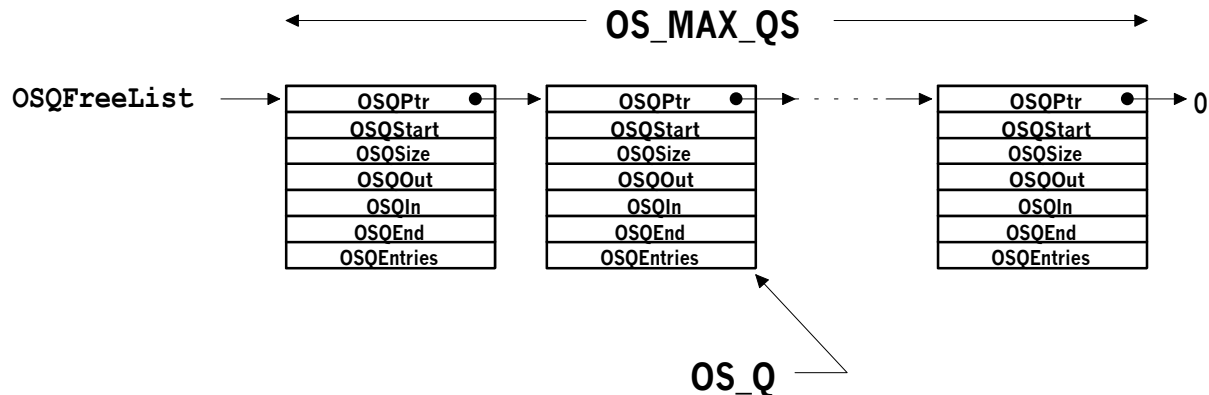 OS_MAX_QS
OSQFreeList
OSQPtr
OSQStart
OSQSize
OSQOut
OSQIn
OSQEnd
OSQEntries
OSQPtr
OSQStart
OSQSize
OSQOut
OSQIn
OSQEnd
OSQEntries
OSQPtr
OSQStart
OSQSize
OSQOut
OSQIn
OSQEnd
OSQEntries
0
OS_Q